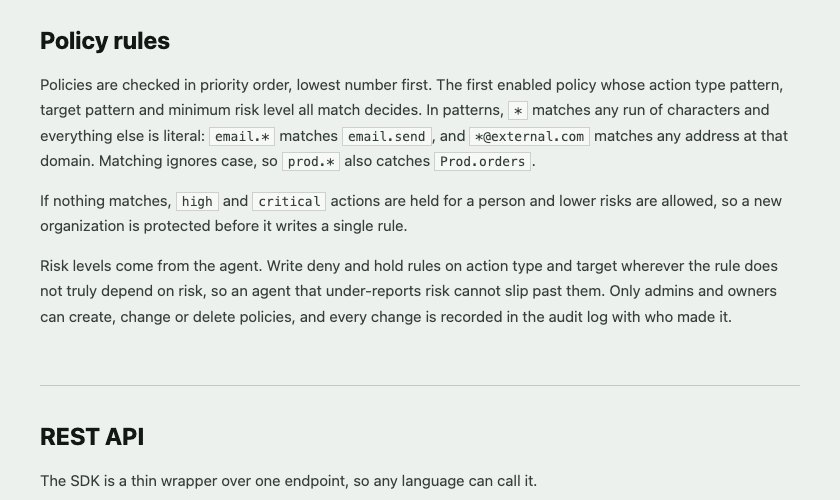 Policy rules
Policies are checked in priority order, lowest number first. The first enabled policy whose action type pattern,
target pattern and minimum risk level all match decides. In patterns, * matches any run of characters and
everything else is literal: email.* matches email.send, and *@external.com matches any address at that
domain. Matching ignores case, so prod.* also catches Prod.orders.
If nothing matches, high and critical actions are held for a person and lower risks are allowed, so a new
organization is protected before it writes a single rule.
Risk levels come from the agent. Write deny and hold rules on action type and target wherever the rule does
not truly depend on risk, so an agent that under-reports risk cannot slip past them. Only admins and owners
can create, change or delete policies, and every change is recorded in the audit log with who made it.
REST API
The SDK is a thin wrapper over one endpoint, so any language can call it.